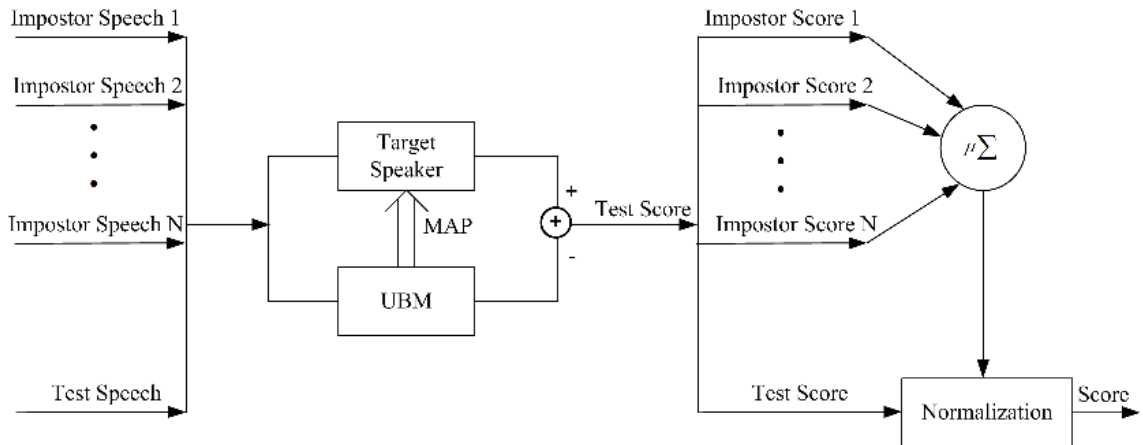 Impostor Speech 1
Impostor Speech 2
Impostor Speech N
Test Speech
Target
Speaker
MAP
UBM
+
+
-
Test Score
Impostor Score 1
Impostor Score 2
Impostor Score N
μ∑
Test Score
Normalization
Score